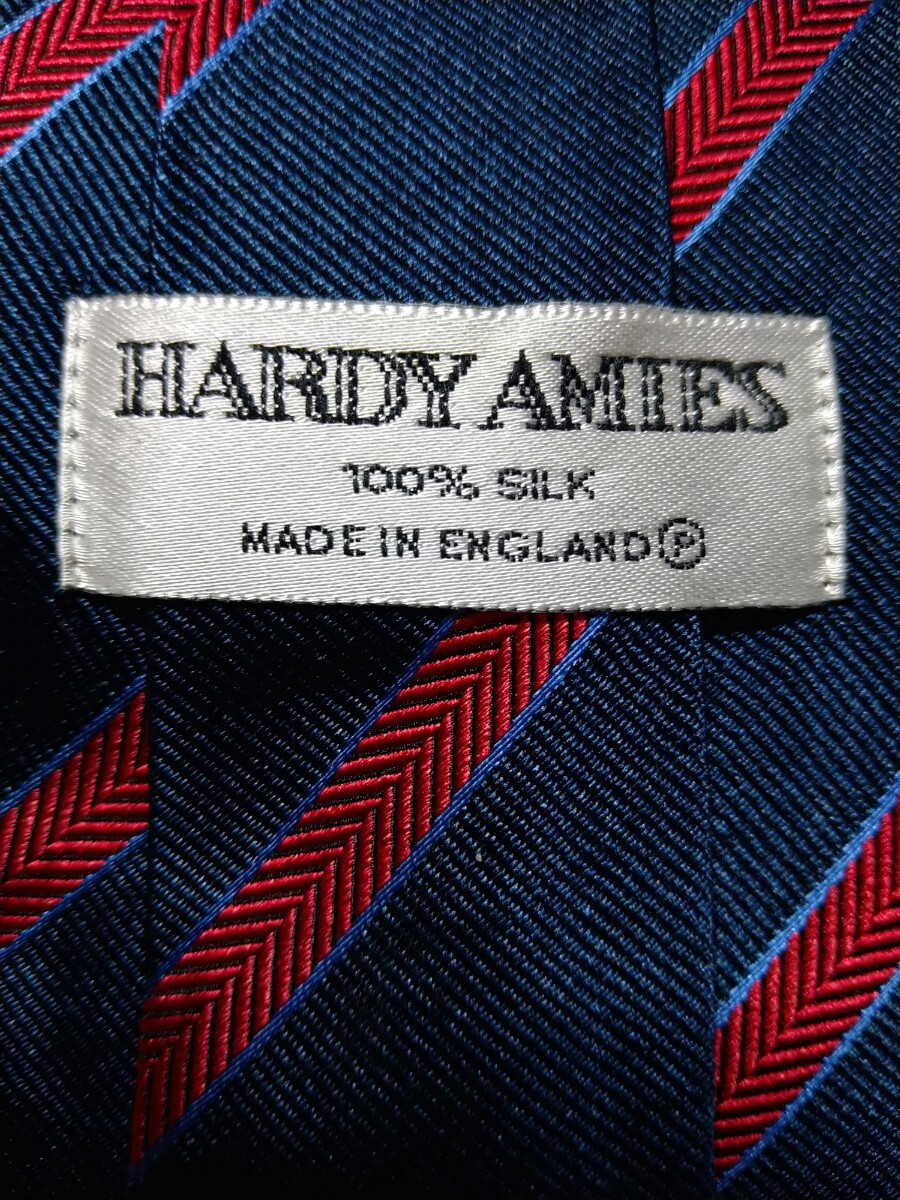 HARDY AMIES
100% SILK
MADE IN ENGLAND Ⓟ